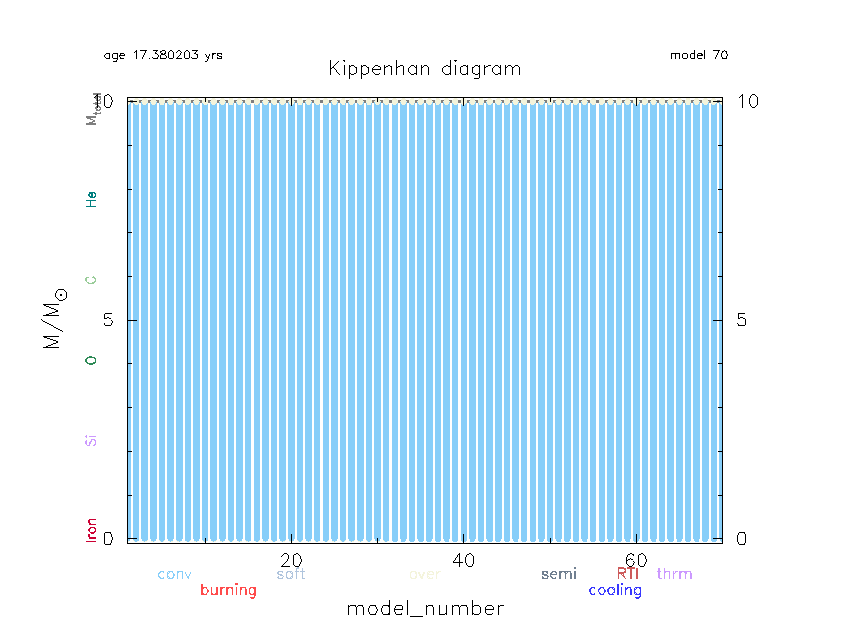 age 17.380203 yrs
model 70
Kippenhan diagram
M_total
He
C
O
Si
Iron
M/M☉
10
5
0
10
5
0
20 40 60
conv soft over semi RTI thrm
burning cooling
model_number